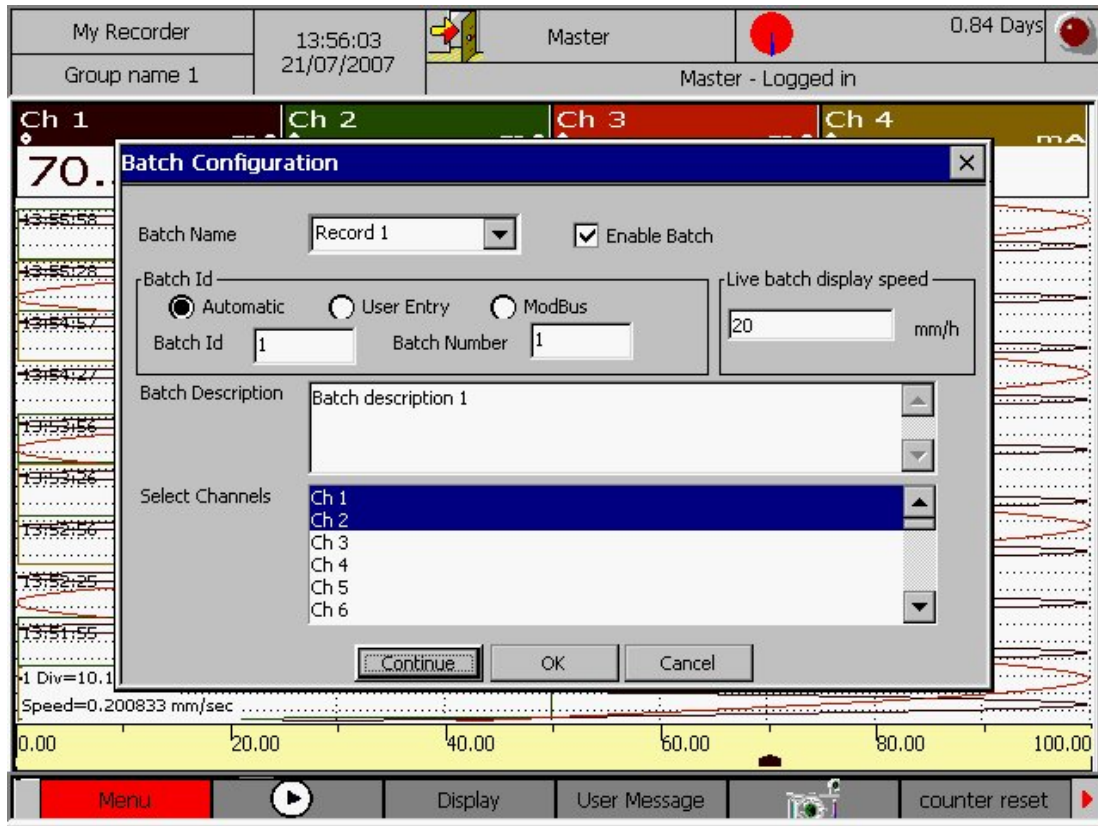 My Recorder
Group name 1
13:56:03
21/07/2007
Master
0.84 Days
Master - Logged in
Ch 1
Ch 2
Ch 3
Ch 4
mA
70.
Batch Configuration
Batch Name
Record 1
Enable Batch
Batch Id
Automatic
User Entry
ModBus
Batch Id
1
Batch Number
1
Live batch display speed
20
mm/h
Batch Description
Batch description 1
Select Channels
Ch 1
Ch 2
Ch 3
Ch 4
Ch 5
Ch 6
Continue
OK
Cancel
13:55:58
13:55:28
13:54:57
13:54:27
13:53:56
13:53:26
13:52:56
13:52:25
13:51:55
1 Div=10.1
Speed=0.200833 mm/sec
0.00
20.00
40.00
60.00
80.00
100.00
Menu
Display
User Message
counter reset